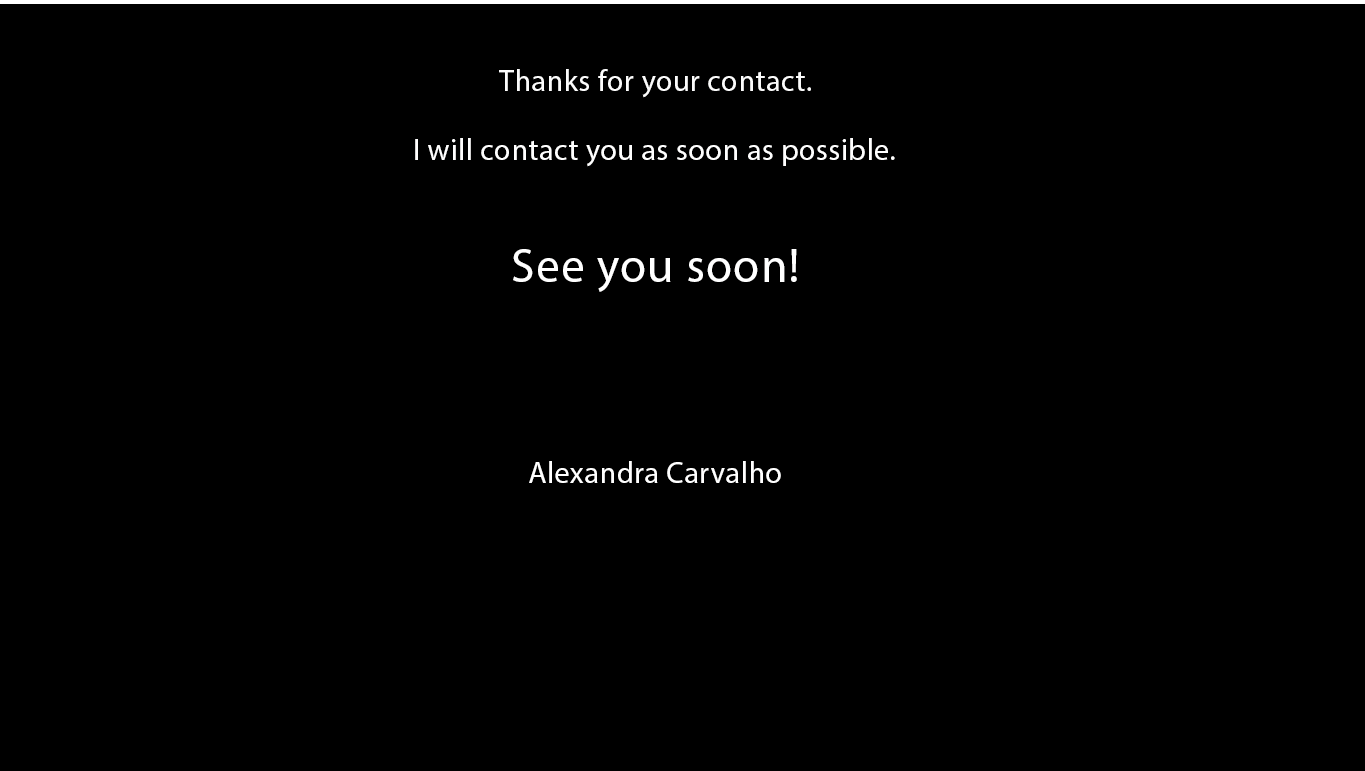 Thanks for your contact.
I will contact you as soon as possible.
See you soon!
Alexandra Carvalho